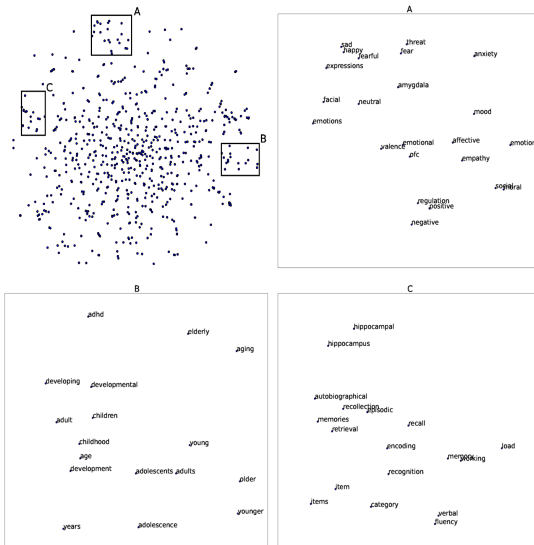 A
C
B
A
sad
threat
happy
fear
fearful
anxiety
expressions
amygdala
facial
neutral
mood
emotions
valence
emotional
affective
emotion
pfc
empathy
social
moral
regulation
positive
negative
B
adhd
elderly
aging
developing
developmental
adult
children
childhood
young
age
development
adolescents
adults
older
younger
years
adolescence
C
hippocampal
hippocampus
autobiographical
recollection
episodic
memories
recall
retrieval
encoding
load
memory
working
recognition
item
items
category
verbal
fluency